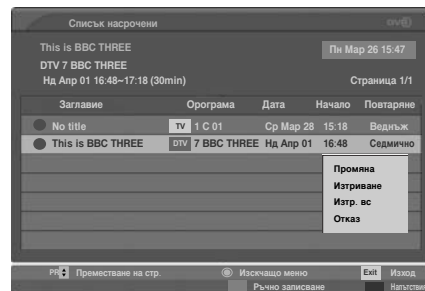 Списък насрочени
This is BBC THREE
Пн Мар 26 15:47
DTV 7 BBC THREE
Нд Апр 01 16:48~17:18 (30min)
Страница 1/1
Заглавие Орограма Дата Начало Повтаряне
No title TV 1 C 01 Ср Мар 28 15:18 Веднъж
This is BBC THREE DTV 7 BBC THREE Нд Апр 01 16:48 Седмично
Промяна
Изтриване
Изтр. вс
Отказ
PR Преместване на стр. Изскчащо меню Exit Изход
Ръчно записване Напътствия